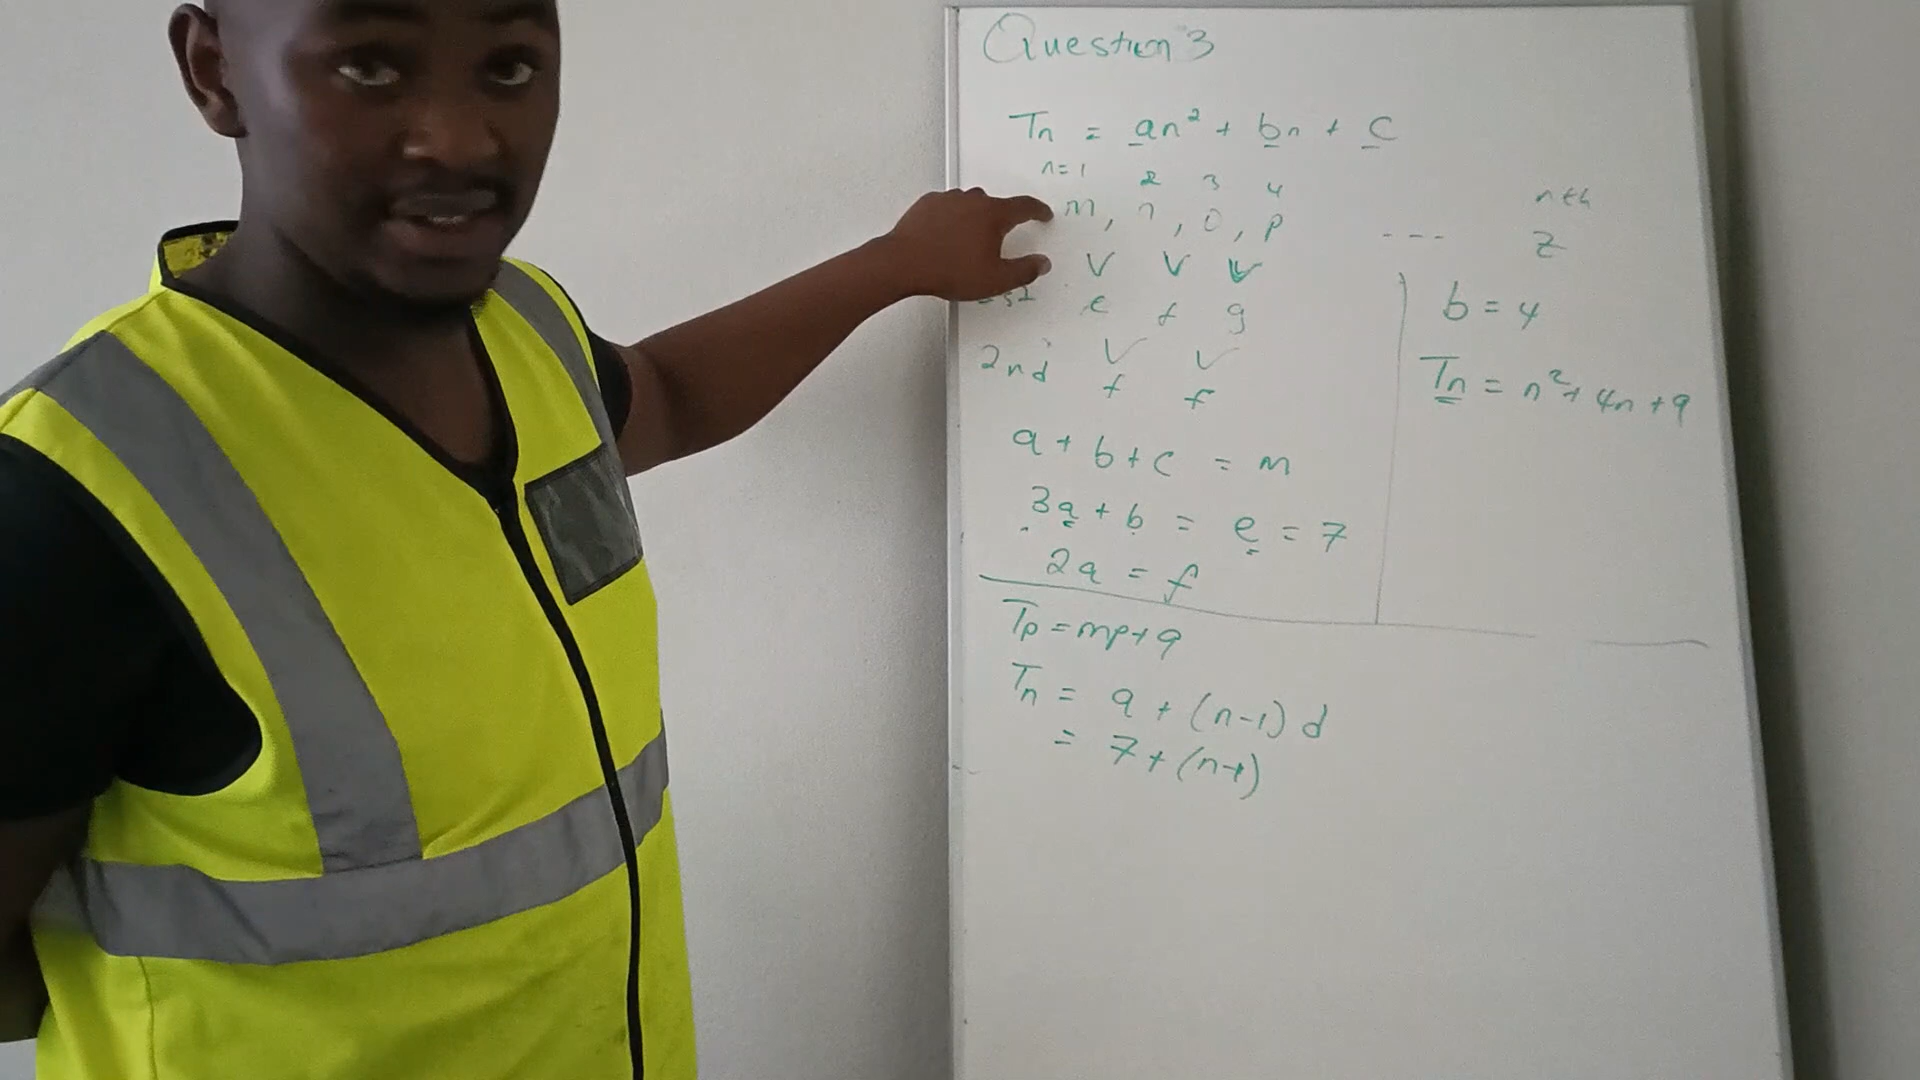 Question 3
Tn = an² + bn + c
n=1 2 3 4
nth
m, n, o, p --- z
e f g
2nd f f
a + b + c = m
3a + b = e = 7
2a = f
b = 4
Tn = n² + 4n + 9
Tp = mp + q
Tn = a + (n-1) d
= 7 + (n-1)